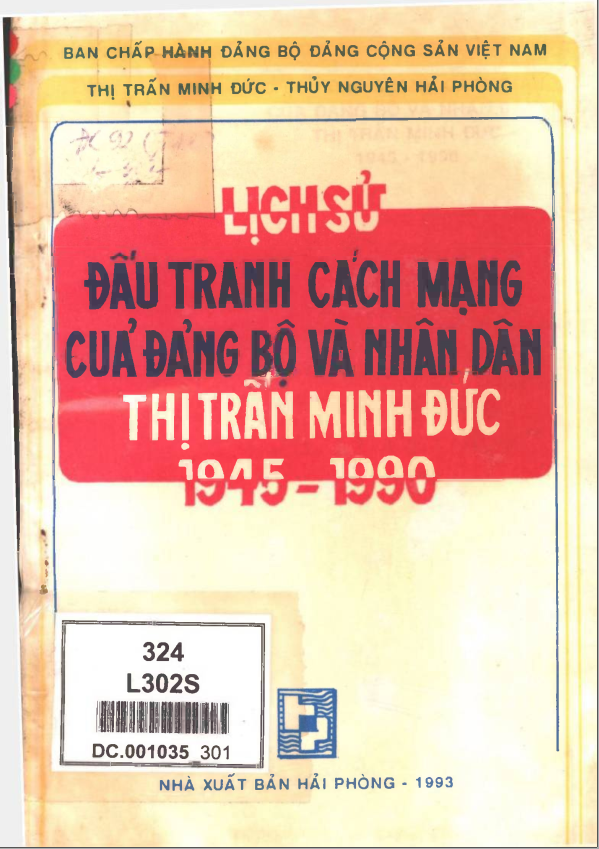 BAN CHẤP HÀNH ĐẢNG BỘ ĐẢNG CỘNG SẢN VIỆT NAM
THỊ TRẤN MINH ĐỨC - THỦY NGUYÊN HẢI PHÒNG
LỊCH SỬ
ĐẤU TRANH CÁCH MẠNG
CUẢ ĐẢNG BỘ VÀ NHÂN DÂN
THỊ TRẤN MINH ĐỨC
1945 - 1990
324
L302S
DC.001035 301
NHÀ XUẤT BẢN HẢI PHÒNG - 1993